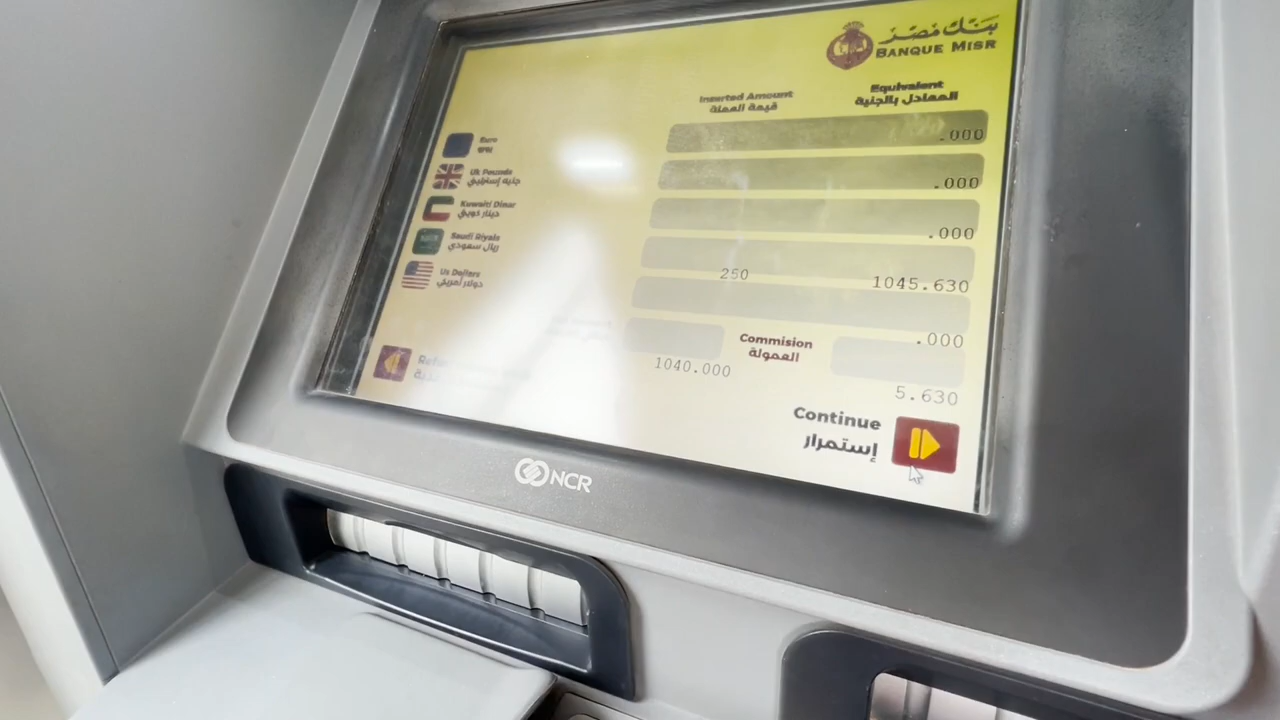 بنك مصر
BANQUE MISR
Inserted Amount
قيمة العملة
Equivalent
المعادل بالجنية
Euro
يورو
.000
Uk Pounds
جنيه إسترليني
.000
Kuwaiti Dinar
دينار كويتي
.000
Saudi Riyals
ريال سعودي
250
1045.630
Us Dollars
دولار أمريكي
.000
1040.000
Commision
العمولة
5.630
Continue
إستمرار
NCR